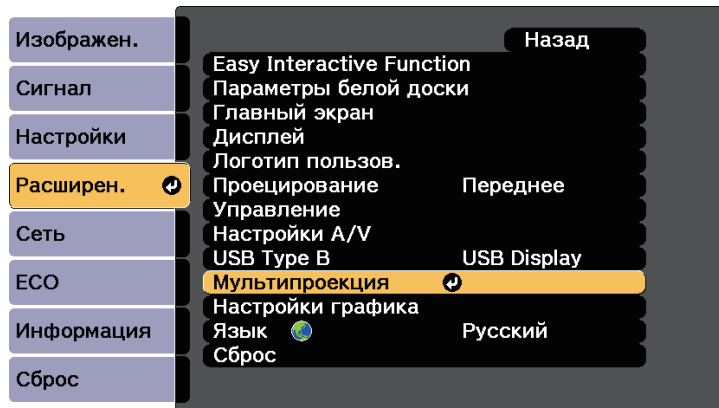 Изображен.
Сигнал
Настройки
Расширен.
Сеть
ECO
Информация
Сброс
Назад
Easy Interactive Function
Параметры белой доски
Главный экран
Дисплей
Логотип пользов.
Проецирование Переднее
Управление
Настройки A/V
USB Type B USB Display
Мультипроекция
Настройки графика
Язык Русский
Сброс